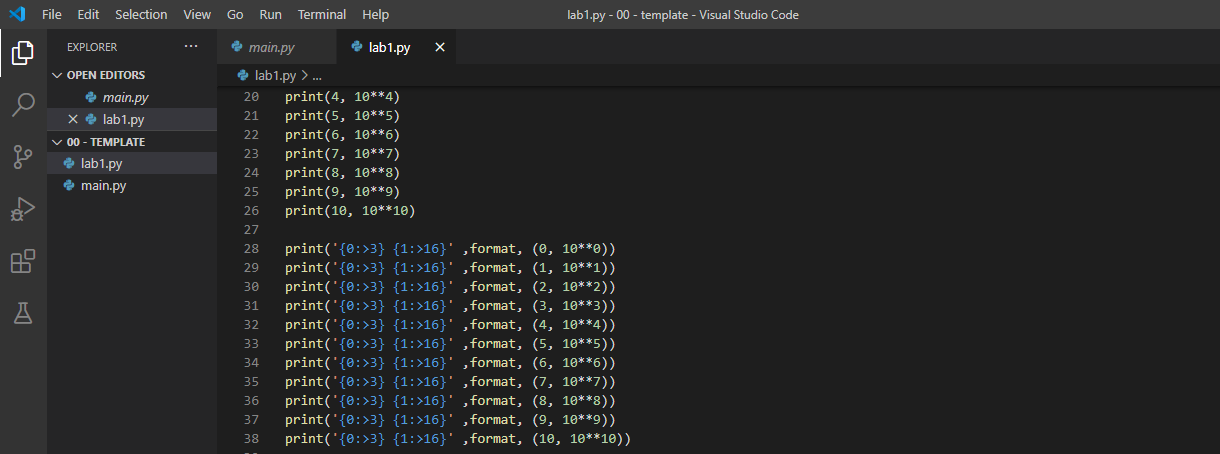 File Edit Selection View Go Run Terminal Help lab1.py - 00 - template - Visual Studio Code
EXPLORER ···
OPEN EDITORS
main.py
lab1.py
00 - TEMPLATE
lab1.py
main.py
main.py lab1.py
lab1.py > ...
20 print(4, 10**4)
21 print(5, 10**5)
22 print(6, 10**6)
23 print(7, 10**7)
24 print(8, 10**8)
25 print(9, 10**9)
26 print(10, 10**10)
27
28 print('{0:>3} {1:>16}' ,format, (0, 10**0))
29 print('{0:>3} {1:>16}' ,format, (1, 10**1))
30 print('{0:>3} {1:>16}' ,format, (2, 10**2))
31 print('{0:>3} {1:>16}' ,format, (3, 10**3))
32 print('{0:>3} {1:>16}' ,format, (4, 10**4))
33 print('{0:>3} {1:>16}' ,format, (5, 10**5))
34 print('{0:>3} {1:>16}' ,format, (6, 10**6))
35 print('{0:>3} {1:>16}' ,format, (7, 10**7))
36 print('{0:>3} {1:>16}' ,format, (8, 10**8))
37 print('{0:>3} {1:>16}' ,format, (9, 10**9))
38 print('{0:>3} {1:>16}' ,format, (10, 10**10))